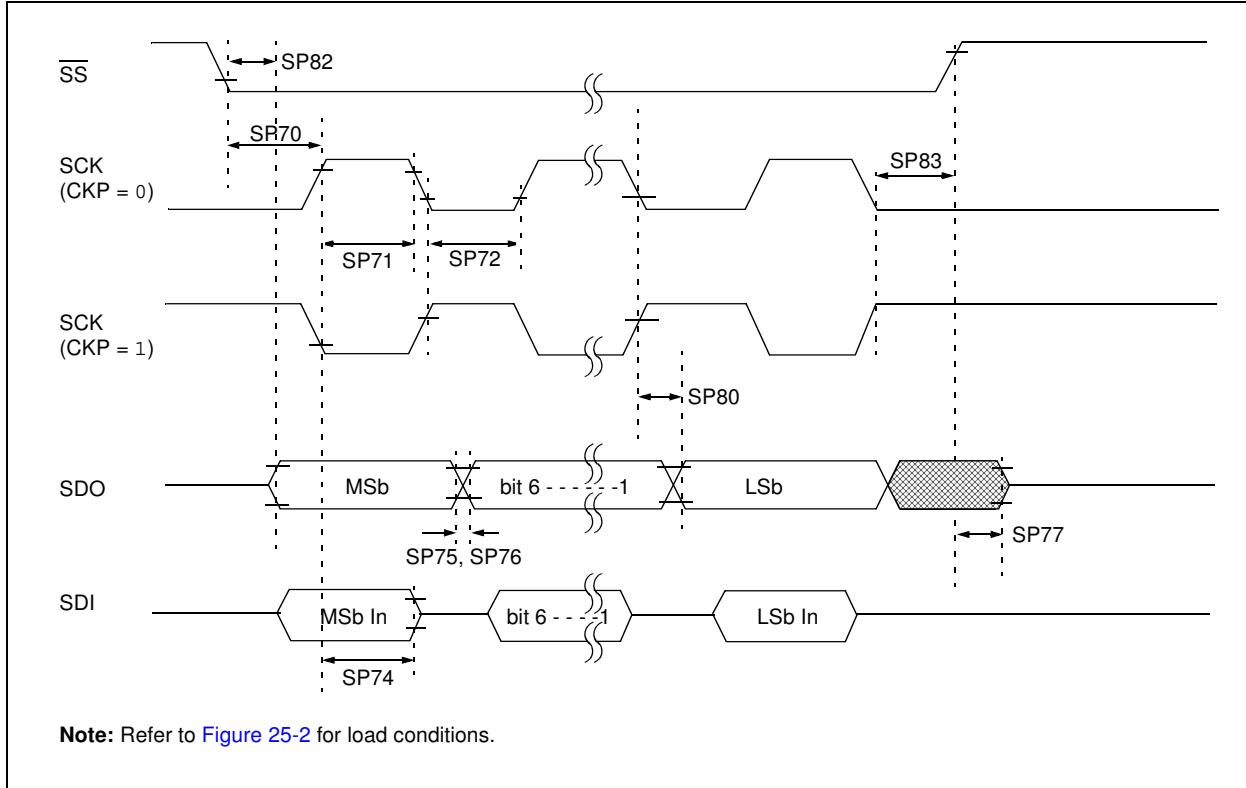 SS
SP82
SP70
SCK
(CKP = 0)
SP83
SP71
SP72
SCK
(CKP = 1)
SP80
SDO
MSb
bit 6 - - - - - -1
LSb
SP75, SP76
SP77
SDI
MSb In
bit 6 - - - -1
LSb In
SP74
Note: Refer to Figure 25-2 for load conditions.